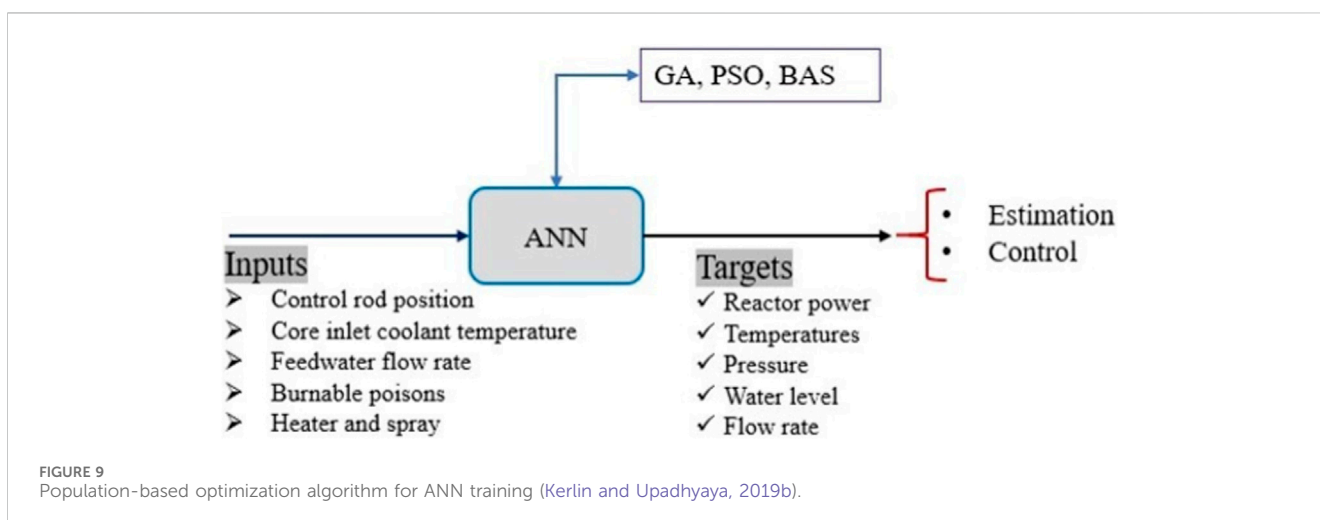 GA, PSO, BAS
ANN
Inputs
➤ Control rod position
➤ Core inlet coolant temperature
➤ Feedwater flow rate
➤ Burnable poisons
➤ Heater and spray
Targets
✓ Reactor power
✓ Temperatures
✓ Pressure
✓ Water level
✓ Flow rate
• Estimation
• Control
FIGURE 9
Population-based optimization algorithm for ANN training (Kerlin and Upadhyaya, 2019b).